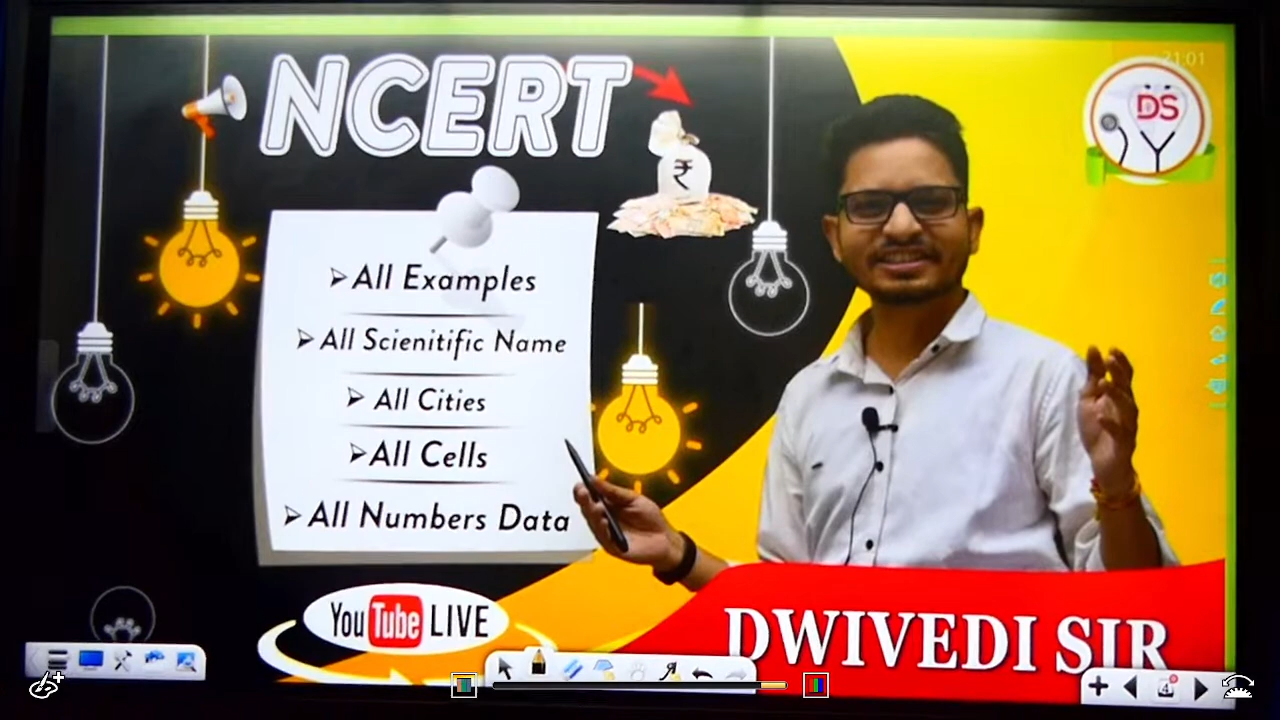 NCERT
21:01
DS
₹
➢All Examples
➢All Scienitific Name
➢All Cities
➢All Cells
➢All Numbers Data
YouTube LIVE
DWIVEDI SIR
4